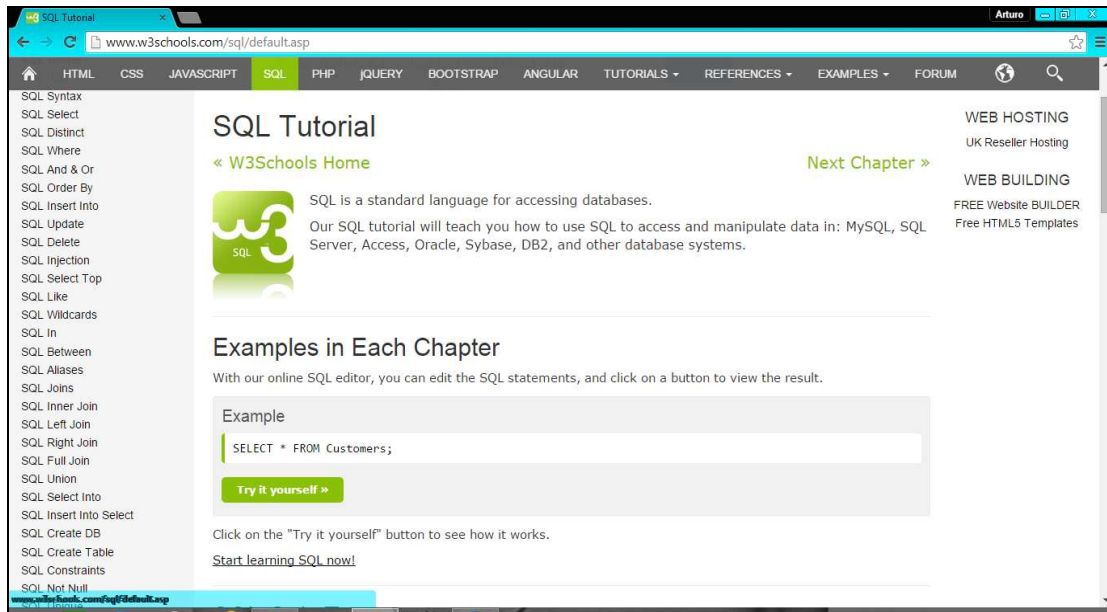 SQL Tutorial
Arturo
www.w3schools.com/sql/default.asp
HTML CSS JAVASCRIPT SQL PHP jQUERY BOOTSTRAP ANGULAR TUTORIALS REFERENCES EXAMPLES FORUM
SQL Syntax
SQL Select
SQL Distinct
SQL Where
SQL And & Or
SQL Order By
SQL Insert Into
SQL Update
SQL Delete
SQL Injection
SQL Select Top
SQL Like
SQL Wildcards
SQL In
SQL Between
SQL Aliases
SQL Joins
SQL Inner Join
SQL Left Join
SQL Right Join
SQL Full Join
SQL Union
SQL Select Into
SQL Insert Into Select
SQL Create DB
SQL Create Table
SQL Constraints
SQL Not Null
SQL Unique
www.w3schools.com/sql/default.asp
SQL Tutorial
« W3Schools Home
Next Chapter »
w3
SQL
SQL is a standard language for accessing databases.
Our SQL tutorial will teach you how to use SQL to access and manipulate data in: MySQL, SQL
Server, Access, Oracle, Sybase, DB2, and other database systems.
Examples in Each Chapter
With our online SQL editor, you can edit the SQL statements, and click on a button to view the result.
Example
SELECT * FROM Customers;
Try it yourself »
Click on the "Try it yourself" button to see how it works.
Start learning SQL now!
WEB HOSTING
UK Reseller Hosting
WEB BUILDING
FREE Website BUILDER
Free HTML5 Templates